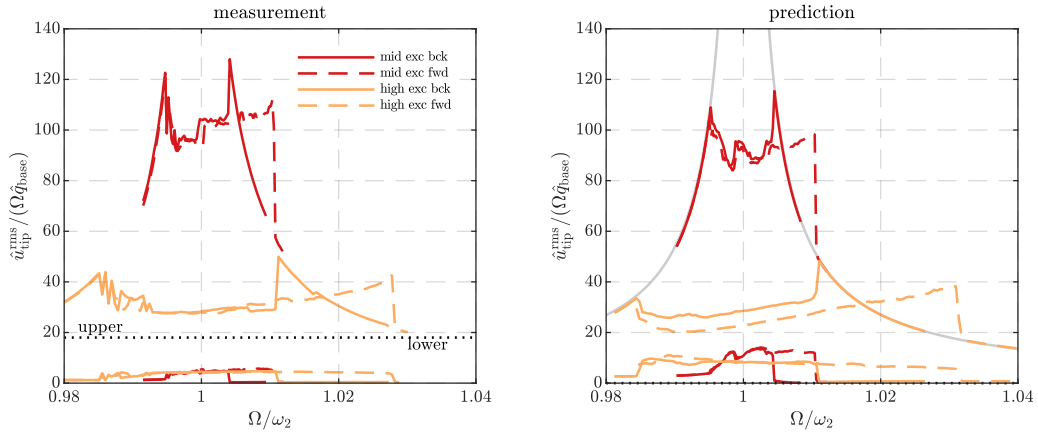 measurement
140
120
100
80
60
40
20
0
0.98
1
1.02
1.04
Ω/ω₂
û_tip^rms/(Ωq̂_base)
mid exc bck
mid exc fwd
high exc bck
high exc fwd
upper
lower
prediction
140
120
100
80
60
40
20
0
0.98
1
1.02
1.04
Ω/ω₂
û_tip^rms/(Ωq̂_base)